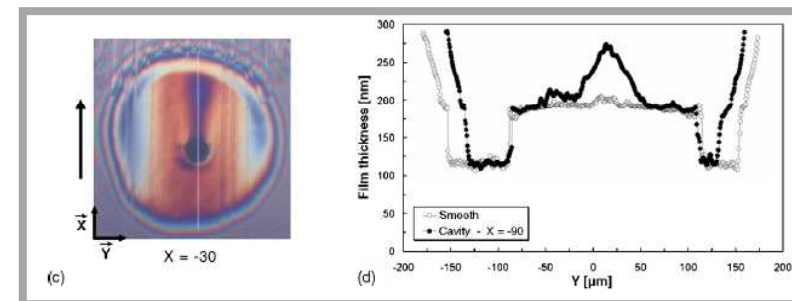 X
Y
X = -30
(c)
Film thickness [nm]
300
250
200
150
100
50
0
Smooth
Cavity - X = -90
-200
-150
-100
-50
0
50
100
150
200
Y [µm]
(d)